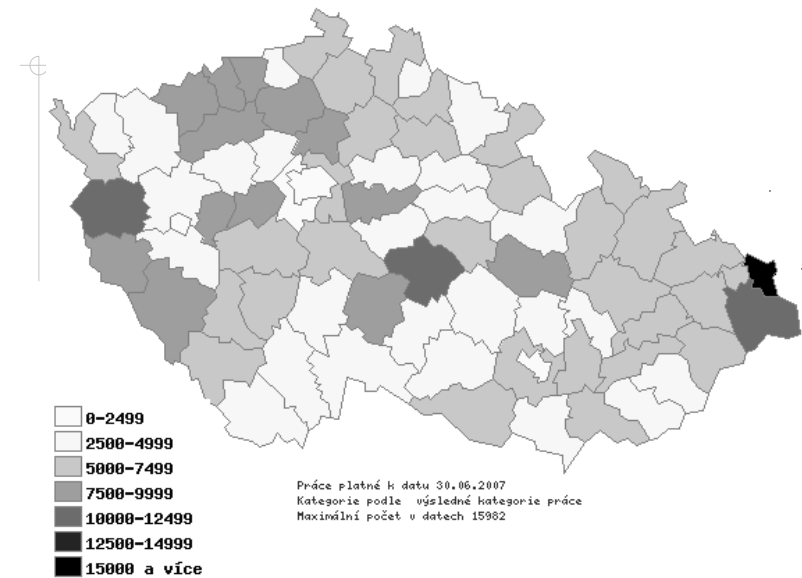 0-2499
2500-4999
5000-7499
7500-9999
10000-12499
12500-14999
15000 a více
Práce platné k datu 30.06.2007
Kategorie podle výsledné kategorie práce
Maximální počet v datech 15982